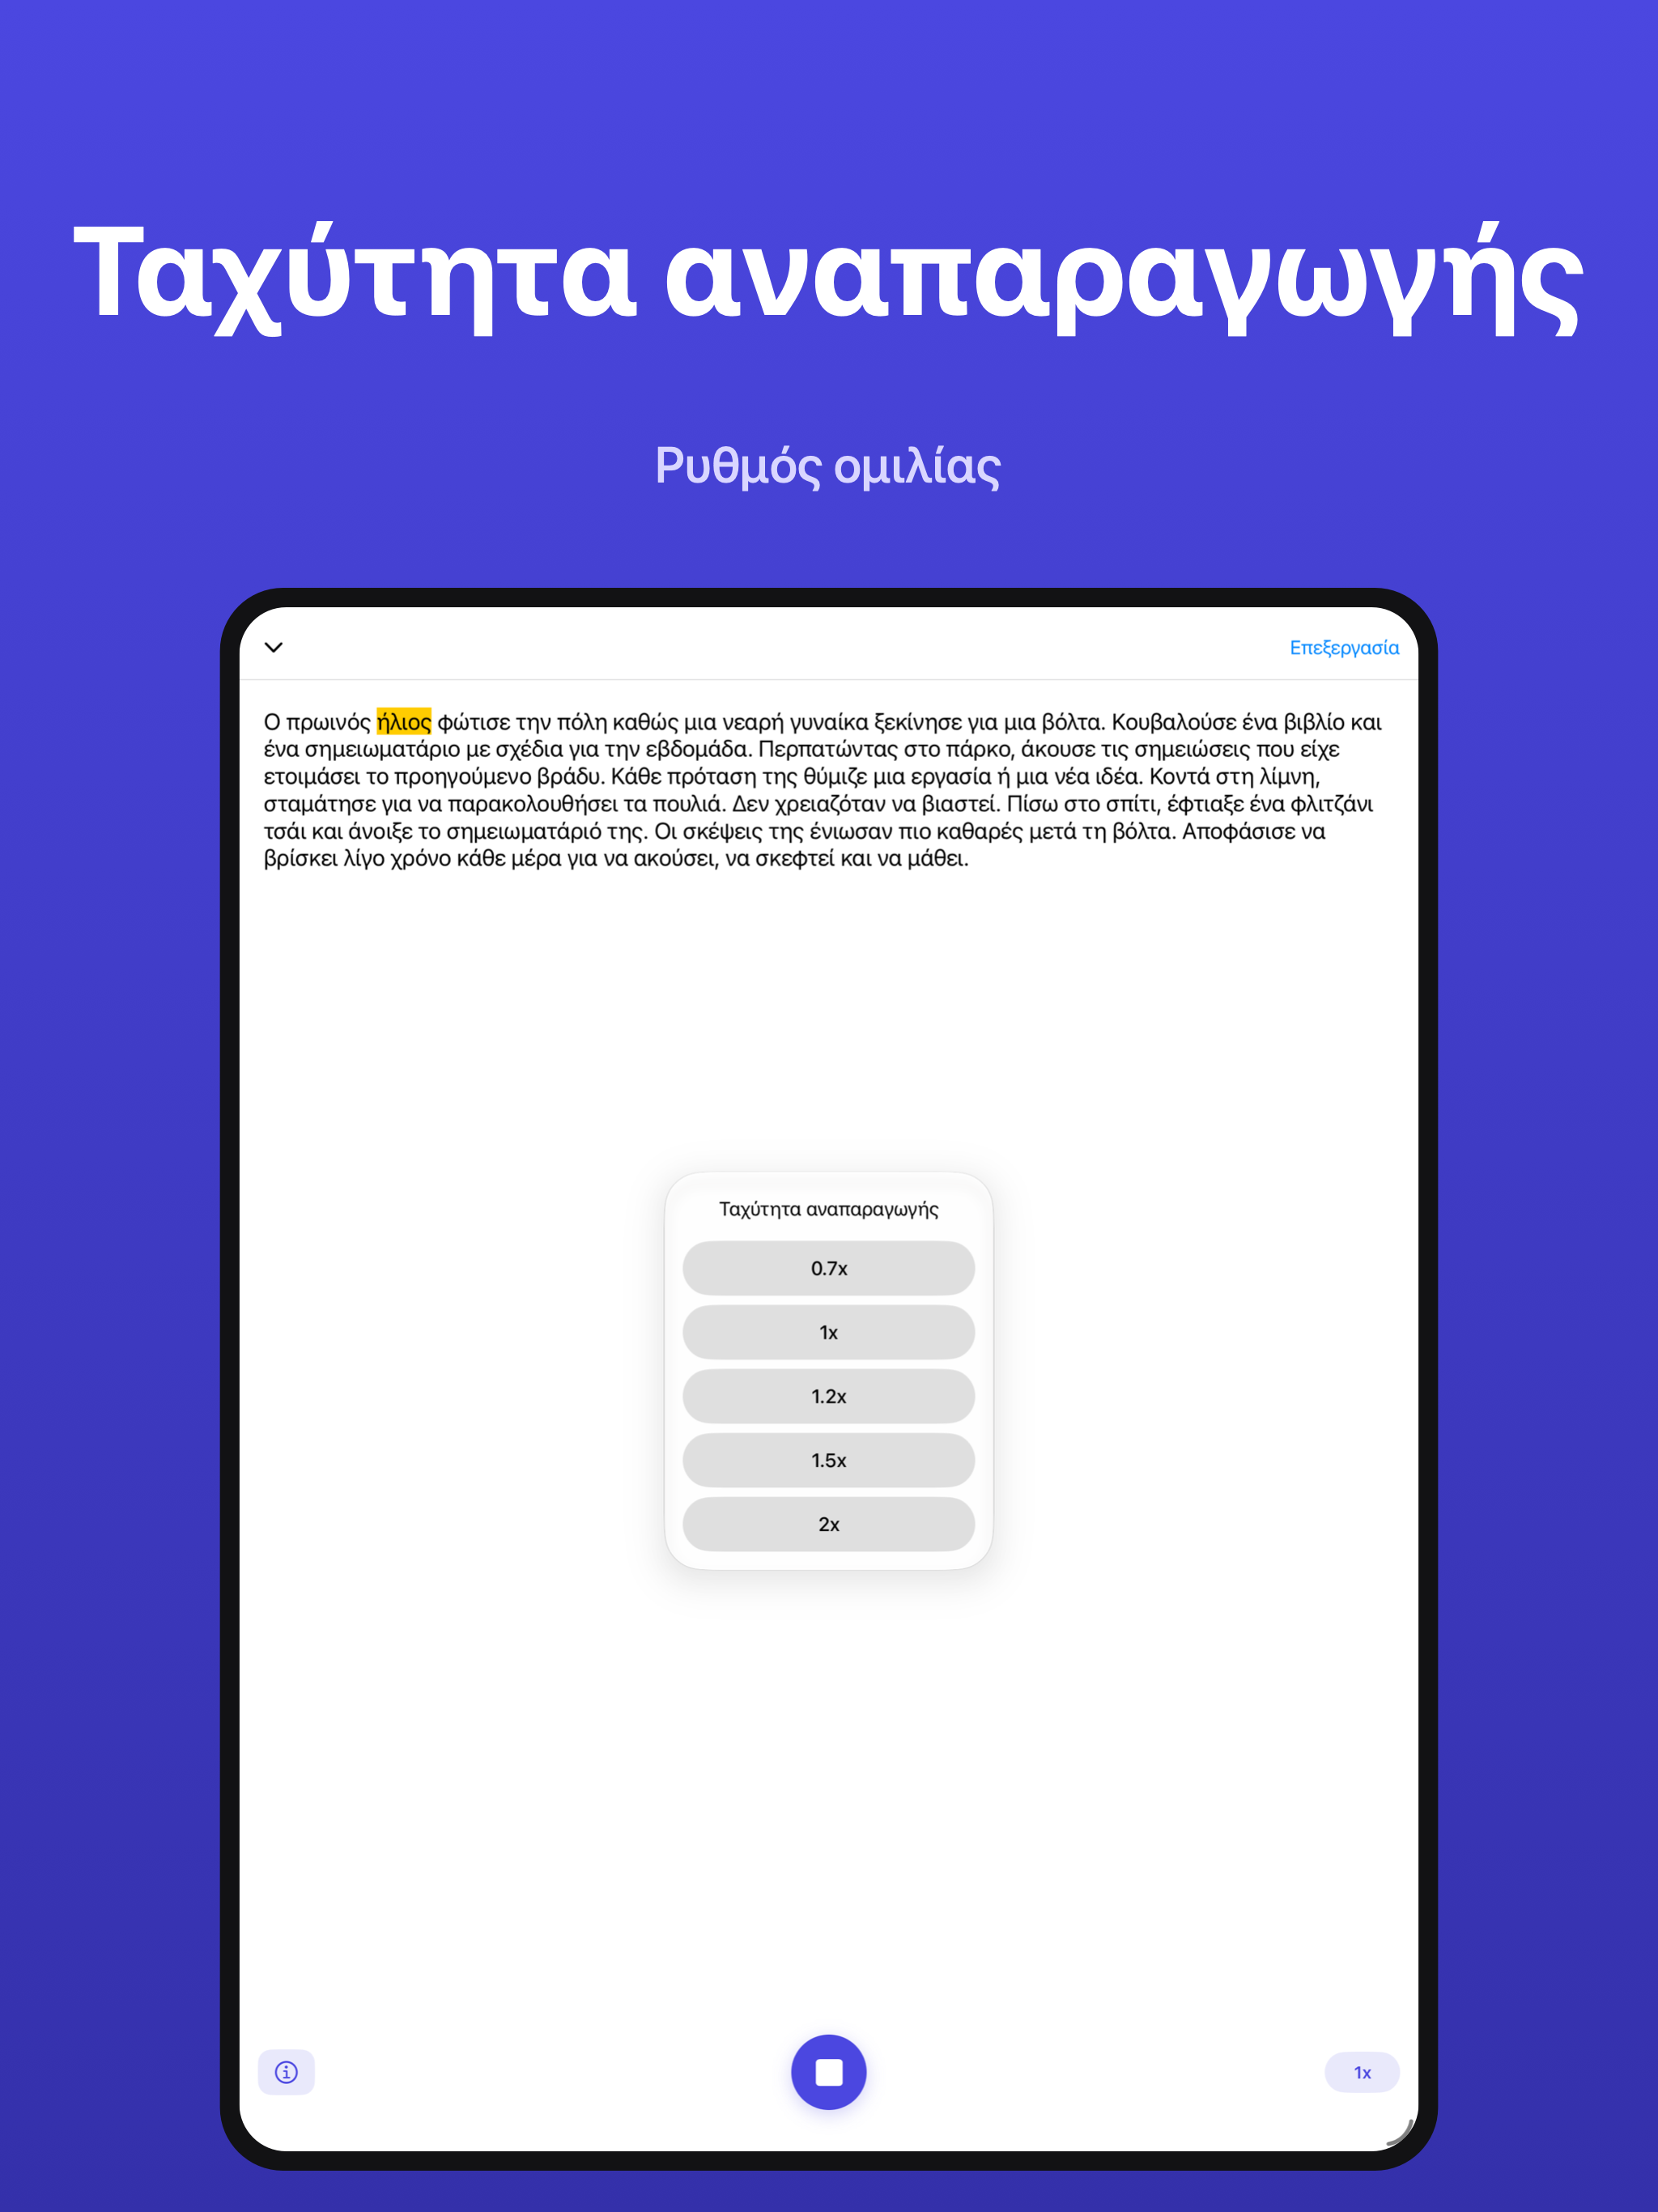 Ταχύτητα αναπαραγωγής
Ρυθμός ομιλίας
Επεξεργασία
Ο πρωινός ήλιος φώτισε την πόλη καθώς μια νεαρή γυναίκα ξεκίνησε για μια βόλτα. Κουβαλούσε ένα βιβλίο και
ένα σημειωματάριο με σχέδια για την εβδομάδα. Περπατώντας στο πάρκο, άκουσε τις σημειώσεις που είχε
ετοιμάσει το προηγούμενο βράδυ. Κάθε πρόταση της θύμιζε μια εργασία ή μια νέα ιδέα. Κοντά στη λίμνη,
σταμάτησε για να παρακολουθήσει τα πουλιά. Δεν χρειαζόταν να βιαστεί. Πίσω στο σπίτι, έφτιαξε ένα φλιτζάνι
τσάι και άνοιξε το σημειωματάριό της. Οι σκέψεις της ένιωσαν πιο καθαρές μετά τη βόλτα. Αποφάσισε να
βρίσκει λίγο χρόνο κάθε μέρα για να ακούσει, να σκεφτεί και να μάθει.
Ταχύτητα αναπαραγωγής
0.7x
1x
1.2x
1.5x
2x
1x